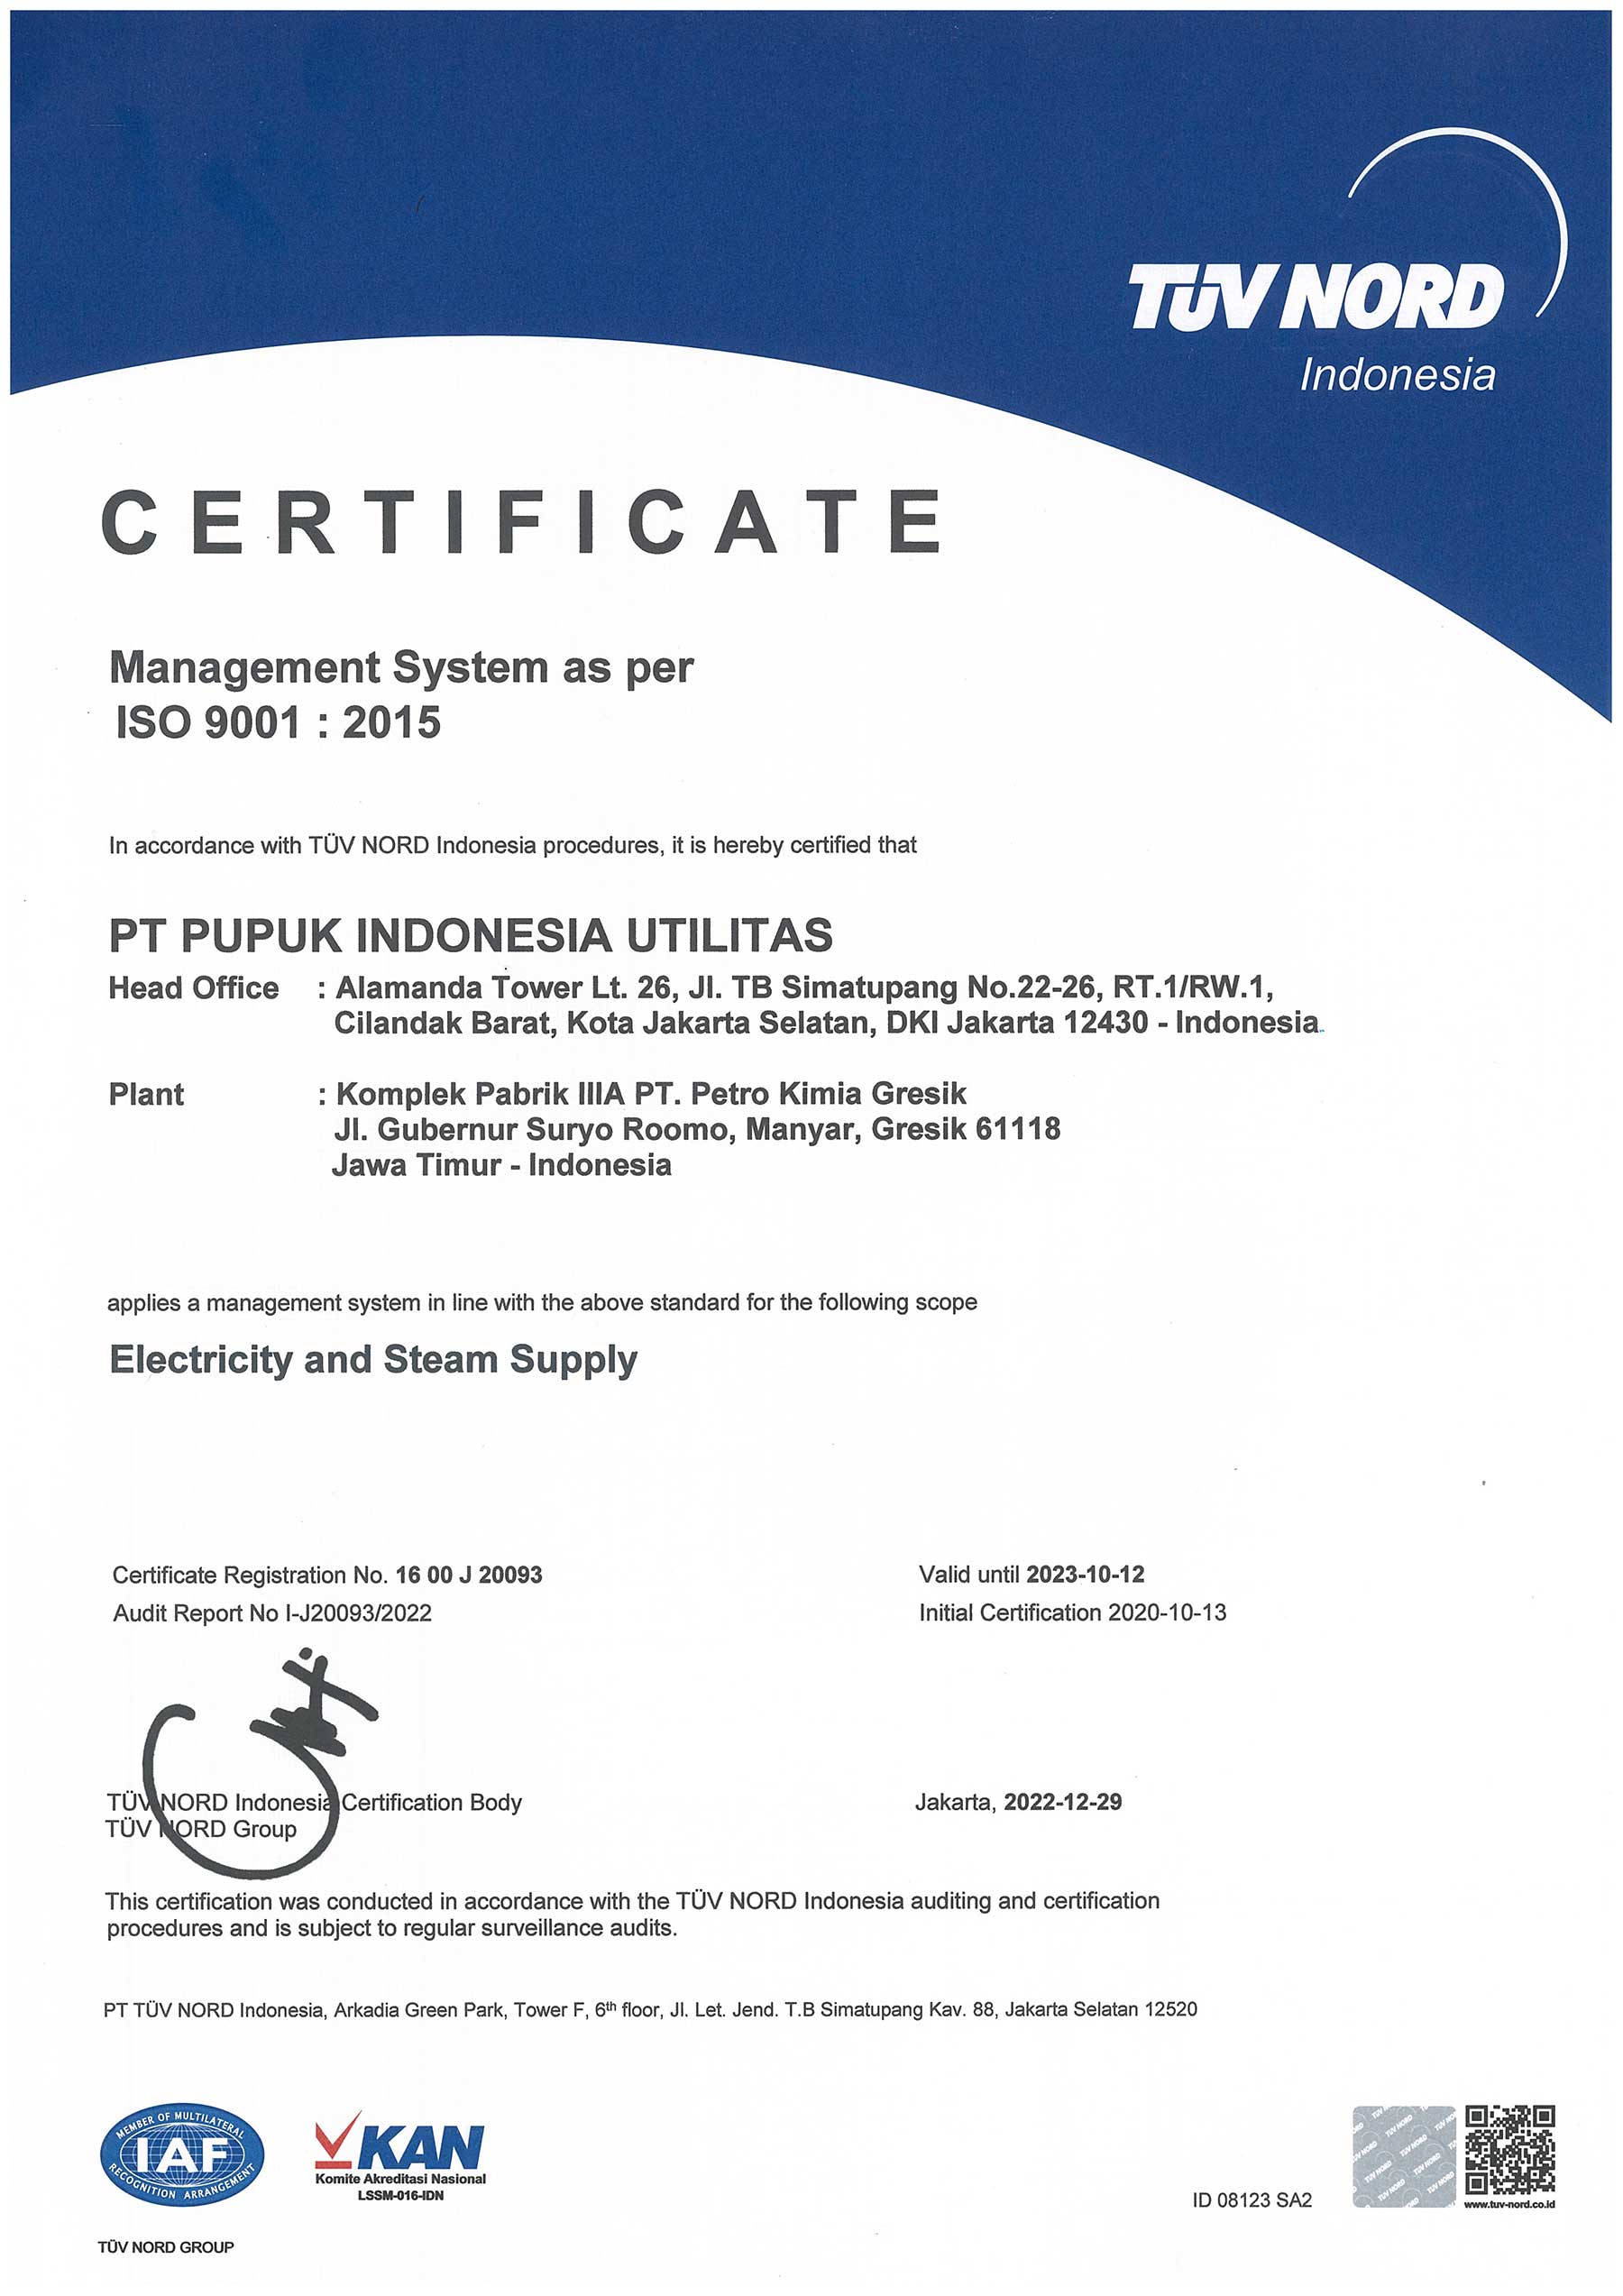 TÜV NORD
Indonesia
CERTIFICATE
Management System as per
ISO 9001 : 2015
In accordance with TÜV NORD Indonesia procedures, it is hereby certified that
PT PUPUK INDONESIA UTILITAS
Head Office : Alamanda Tower Lt. 26, Jl. TB Simatupang No.22-26, RT.1/RW.1,
Cilandak Barat, Kota Jakarta Selatan, DKI Jakarta 12430 - Indonesia
Plant : Komplek Pabrik IIIA PT. Petro Kimia Gresik
Jl. Gubernur Suryo Roomo, Manyar, Gresik 61118
Jawa Timur - Indonesia
applies a management system in line with the above standard for the following scope
Electricity and Steam Supply
Certificate Registration No. 16 00 J 20093
Valid until 2023-10-12
Audit Report No I-J20093/2022
Initial Certification 2020-10-13
TÜV NORD Indonesia Certification Body
Jakarta, 2022-12-29
TÜV NORD Group
This certification was conducted in accordance with the TÜV NORD Indonesia auditing and certification
procedures and is subject to regular surveillance audits.
PT TÜV NORD Indonesia, Arkadia Green Park, Tower F, 6th floor, Jl. Let. Jend. T.B Simatupang Kav. 88, Jakarta Selatan 12520
MEMBER OF MULTILATERAL
IAF
RECOGNITION ARRANGEMENT
KAN
Komite Akreditasi Nasional
LSSM-016-IDN
ID 08123 SA2
TÜV NORD
www.tuv-nord.co.id
TÜV NORD GROUP